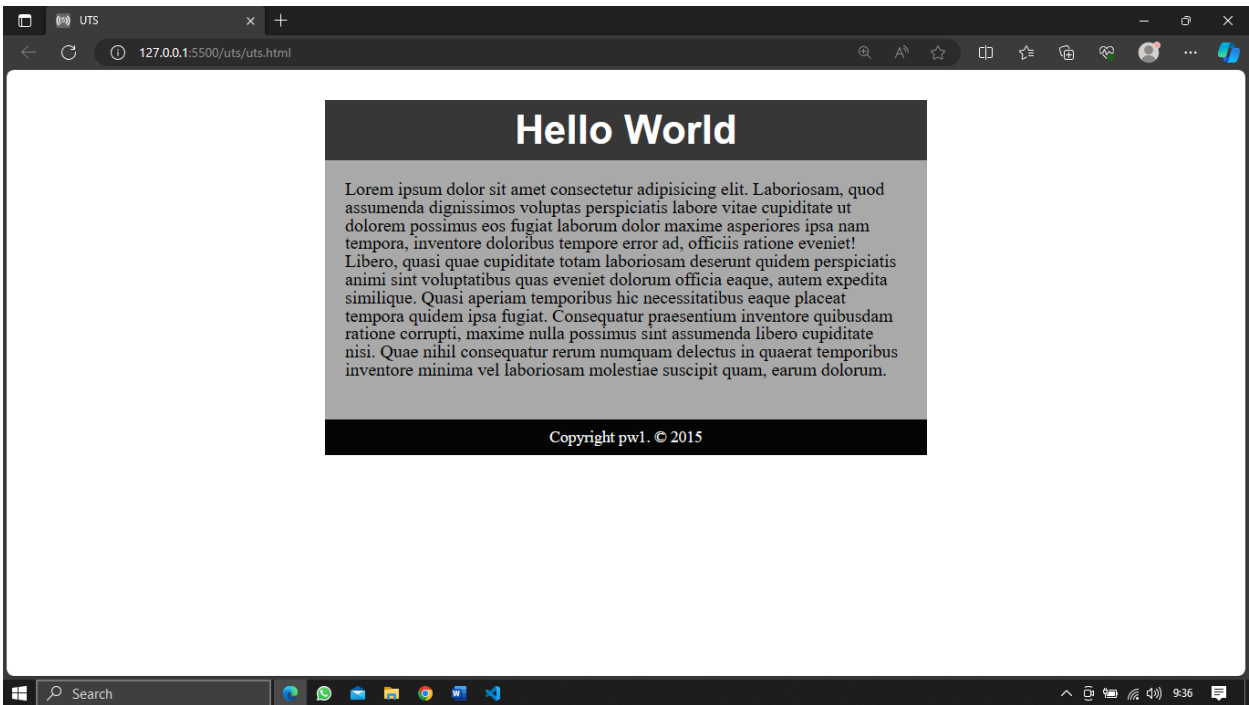 UTS
127.0.0.1:5500/uts/uts.html
Hello World
Lorem ipsum dolor sit amet consectetur adipisicing elit. Laboriosam, quod
assumenda dignissimos voluptas perspiciatis labore vitae cupiditate ut
dolorem possimus eos fugiat laborum dolor maxime asperiores ipsa nam
tempora, inventore doloribus tempore error ad, officiis ratione eveniet!
Libero, quasi quae cupiditate totam laboriosam deserunt quidem perspiciatis
animi sint voluptatibus quas eveniet dolorum officia eaque, autem expedita
similique. Quasi aperiam temporibus hic necessitatibus eaque placeat
tempora quidem ipsa fugiat. Consequatur praesentium inventore quibusdam
ratione corrupti, maxime nulla possimus sint assumenda libero cupiditate
nisi. Quae nihil consequatur rerum numquam delectus in quaerat temporibus
inventore minima vel laboriosam molestiae suscipit quam, earum dolorum.
Copyright pw1. © 2015
Search
9:36